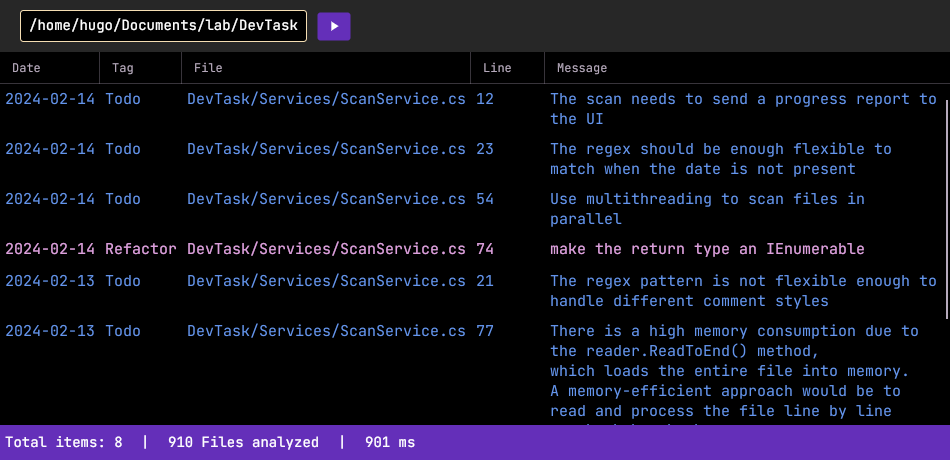 /home/hugo/Documents/lab/DevTask
Date Tag File Line Message
2024-02-14 Todo DevTask/Services/ScanService.cs 12 The scan needs to send a progress report to
the UI
2024-02-14 Todo DevTask/Services/ScanService.cs 23 The regex should be enough flexible to
match when the date is not present
2024-02-14 Todo DevTask/Services/ScanService.cs 54 Use multithreading to scan files in
parallel
2024-02-14 Refactor DevTask/Services/ScanService.cs 74 make the return type an IEnumerable
2024-02-13 Todo DevTask/Services/ScanService.cs 21 The regex pattern is not flexible enough to
handle different comment styles
2024-02-13 Todo DevTask/Services/ScanService.cs 77 There is a high memory consumption due to
the reader.ReadToEnd() method,
which loads the entire file into memory.
A memory-efficient approach would be to
read and process the file line by line
Total items: 8 | 910 Files analyzed | 901 ms